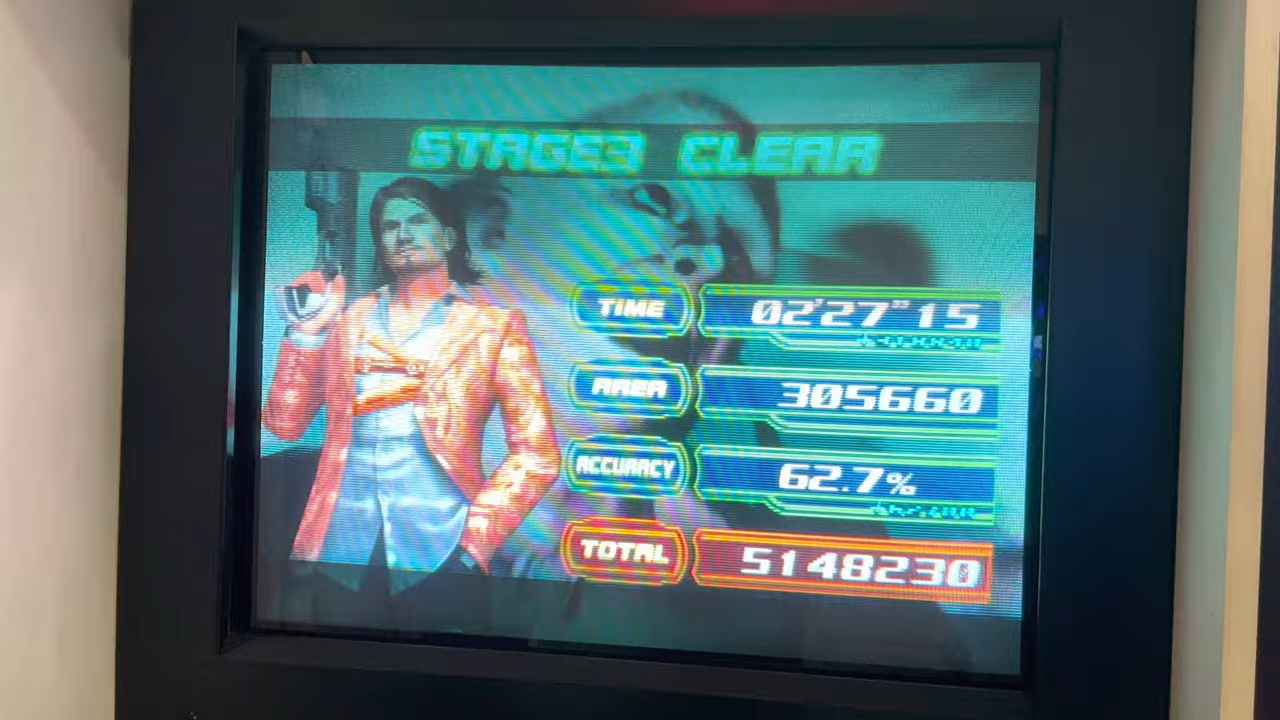 STAGE3 CLEAR
TIME 02'27"15
AREA 305660
ACCURACY 62.7%
TOTAL 5148230